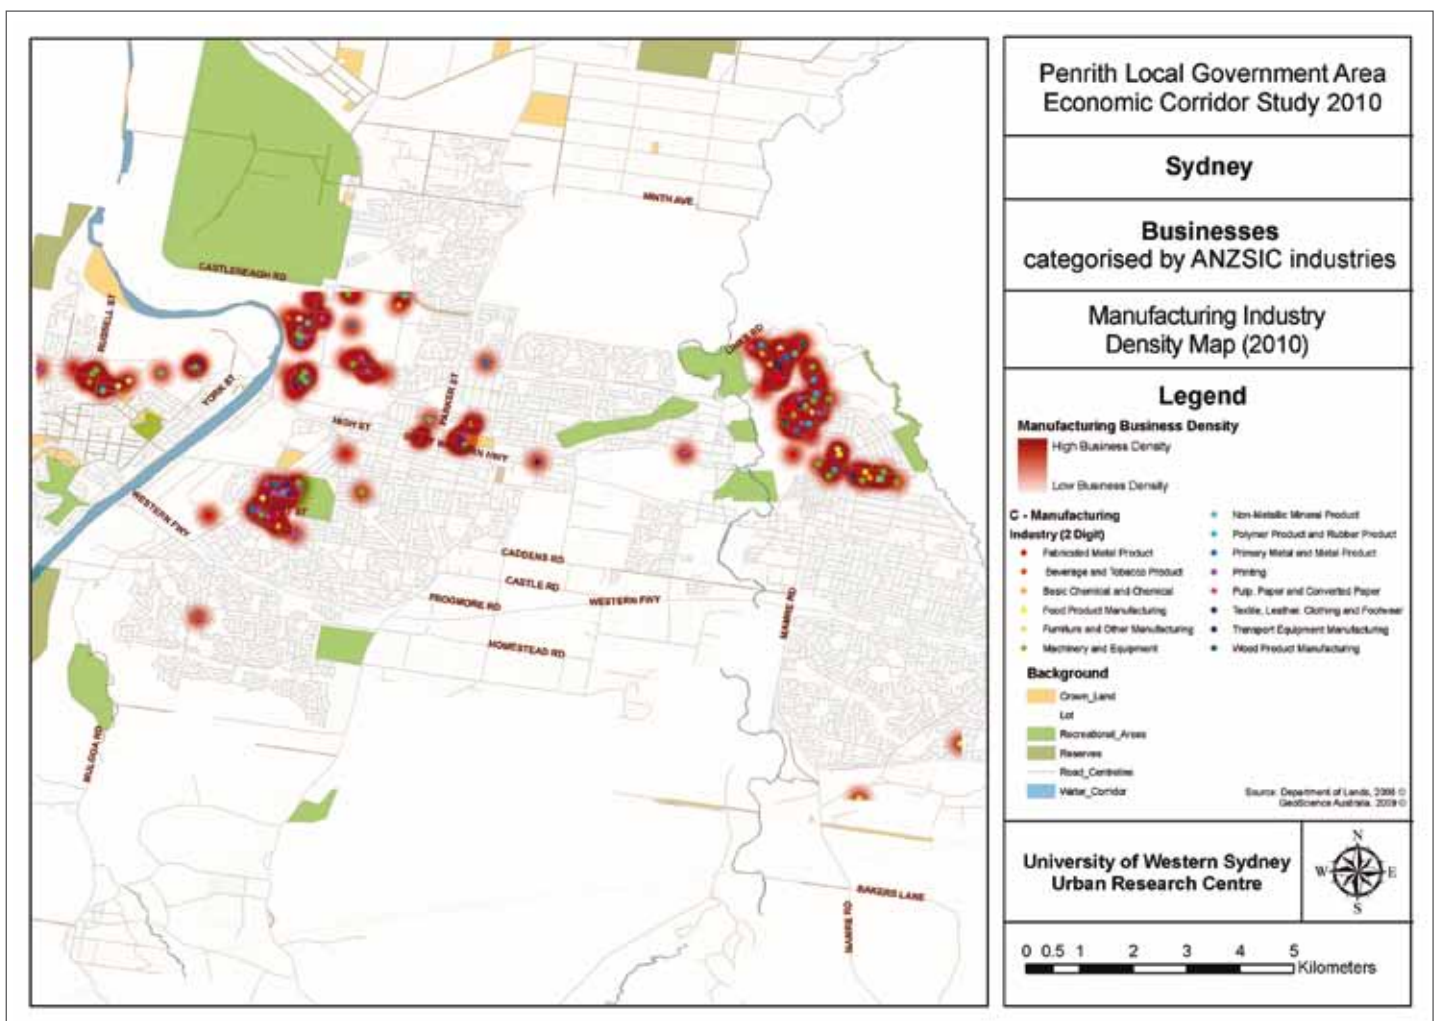 Penrith Local Government Area
Economic Corridor Study 2010
Sydney
Businesses
categorised by ANZSIC industries
Manufacturing Industry
Density Map (2010)
Legend
Manufacturing Business Density
High Business Density
Low Business Density
C - Manufacturing
Industry (2 Digit)
Fabricated Metal Product
Beverage and Tobacco Product
Basic Chemical and Chemical
Food Product Manufacturing
Furniture and Other Manufacturing
Machinery and Equipment
Non-Metallic Mineral Product
Polymer Product and Rubber Product
Primary Metal and Metal Product
Printing
Pulp, Paper and Converted Paper
Textile, Leather, Clothing and Footwear
Transport Equipment Manufacturing
Wood Product Manufacturing
Background
Crown_Land
Lot
Recreational_Areas
Reserves
Road_Centreline
Water_Corridor
Source: Department of Lands,
GeoScience Australia, 2009 ©
University of Western Sydney
Urban Research Centre
N
W E
S
0 0.5 1 2 3 4 5
Kilometers
NINTH AVE
CASTLEREAGH RD
RUSSELL ST
YORK ST
LINKS RD
PARKER ST
HIGH ST
HWY
ST
WESTERN FWY
CADDENS RD
CASTLE RD
FROGMORE RD
WESTERN FWY
HOMESTEAD RD
MAMRE RD
MULGOA RD
BAKERS LANE
MAMRE RD